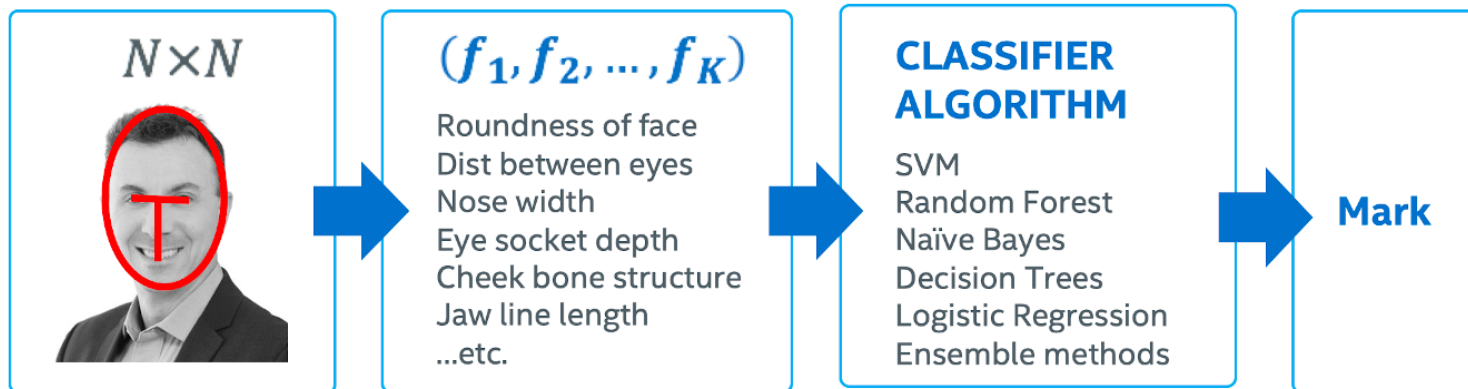 N×N
(f₁, f₂, ..., f_K)
Roundness of face
Dist between eyes
Nose width
Eye socket depth
Cheek bone structure
Jaw line length
...etc.
CLASSIFIER
ALGORITHM
SVM
Random Forest
Naïve Bayes
Decision Trees
Logistic Regression
Ensemble methods
Mark